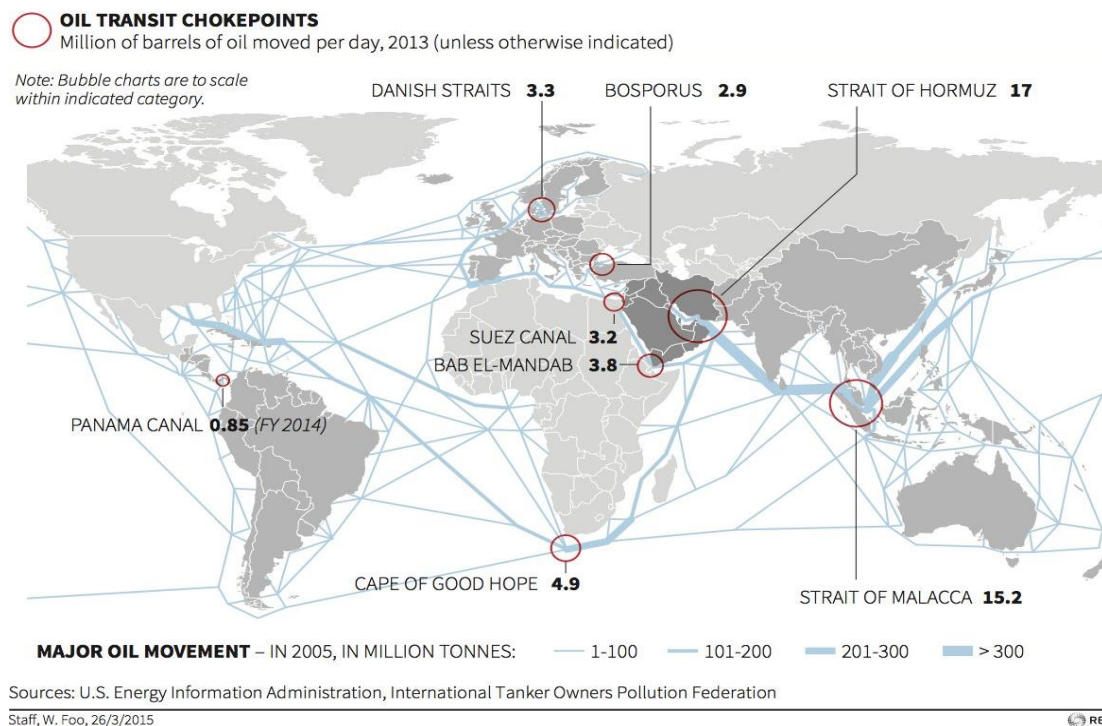 OIL TRANSIT CHOKEPOINTS
Million of barrels of oil moved per day, 2013 (unless otherwise indicated)
Note: Bubble charts are to scale
within indicated category.
DANISH STRAITS 3.3
BOSPORUS 2.9
STRAIT OF HORMUZ 17
SUEZ CANAL 3.2
BAB EL-MANDAB 3.8
PANAMA CANAL 0.85 (FY 2014)
CAPE OF GOOD HOPE 4.9
STRAIT OF MALACCA 15.2
MAJOR OIL MOVEMENT – IN 2005, IN MILLION TONNES: 1-100 101-200 201-300 > 300
Sources: U.S. Energy Information Administration, International Tanker Owners Pollution Federation
Staff, W. Foo, 26/3/2015